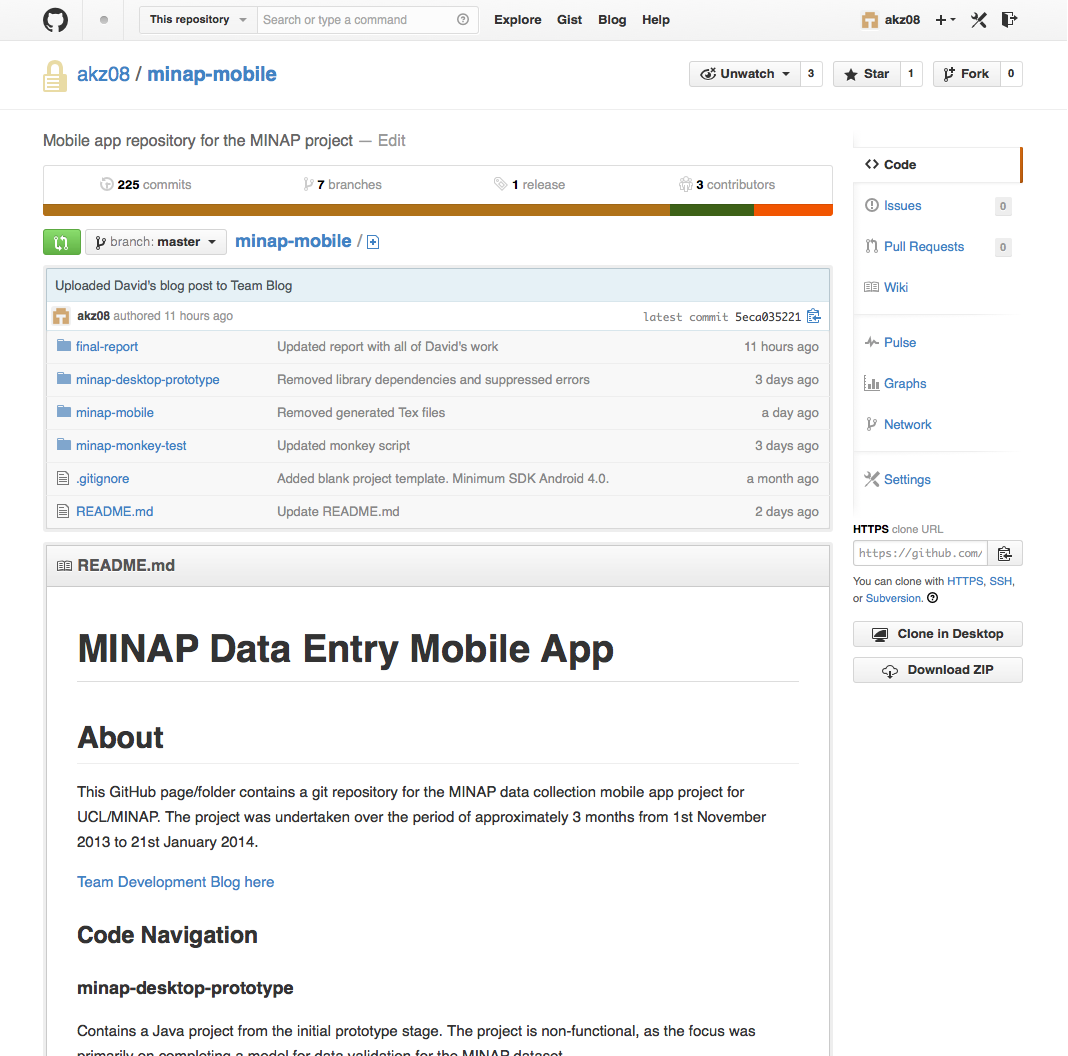 This repository Search or type a command Explore Gist Blog Help akz08
akz08 / minap-mobile Unwatch 3 Star 1 Fork 0
Mobile app repository for the MINAP project — Edit
225 commits 7 branches 1 release 3 contributors
branch: master minap-mobile /
Uploaded David's blog post to Team Blog
akz08 authored 11 hours ago latest commit 5eca035221
final-report Updated report with all of David's work 11 hours ago
minap-desktop-prototype Removed library dependencies and suppressed errors 3 days ago
minap-mobile Removed generated Tex files a day ago
minap-monkey-test Updated monkey script 3 days ago
.gitignore Added blank project template. Minimum SDK Android 4.0. a month ago
README.md Update README.md 2 days ago
README.md
MINAP Data Entry Mobile App
About
This GitHub page/folder contains a git repository for the MINAP data collection mobile app project for
UCL/MINAP. The project was undertaken over the period of approximately 3 months from 1st November
2013 to 21st January 2014.
Team Development Blog here
Code Navigation
minap-desktop-prototype
Contains a Java project from the initial prototype stage. The project is non-functional, as the focus was
primarily on completing a model for data validation for the MINAP dataset.
Code
Issues 0
Pull Requests 0
Wiki
Pulse
Graphs
Network
Settings
HTTPS clone URL
https://github.com/
You can clone with HTTPS, SSH,
or Subversion.
Clone in Desktop
Download ZIP